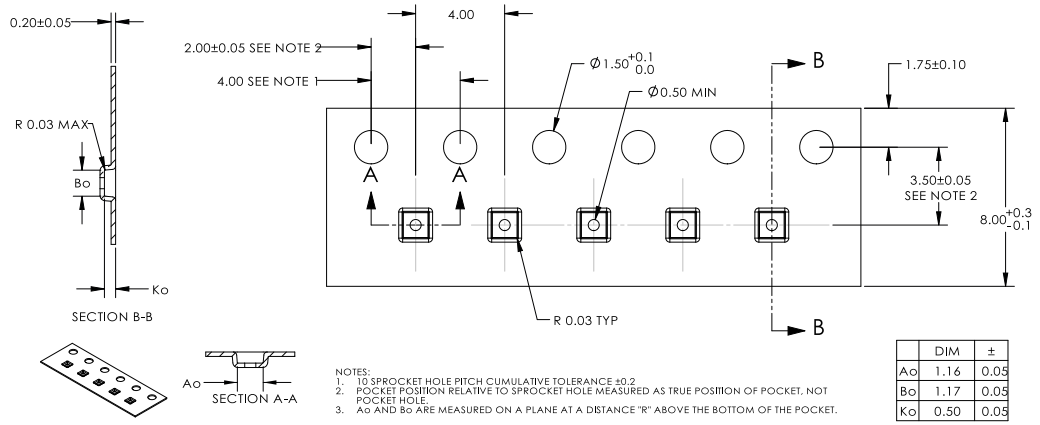 0.20±0.05
4.00
2.00±0.05 SEE NOTE 2
4.00 SEE NOTE 1
Ø1.50 +0.1 0.0
Ø0.50 MIN
B
1.75±0.10
R 0.03 MAX
Bo
A
A
3.50±0.05
SEE NOTE 2
8.00 +0.3 -0.1
Ko
R 0.03 TYP
B
SECTION B-B
Ao
SECTION A-A
NOTES:
1. 10 SPROCKET HOLE PITCH CUMULATIVE TOLERANCE ±0.2
2. POCKET POSITION RELATIVE TO SPROCKET HOLE MEASURED AS TRUE POSITION OF POCKET, NOT
POCKET HOLE.
3. Ao AND Bo ARE MEASURED ON A PLANE AT A DISTANCE "R" ABOVE THE BOTTOM OF THE POCKET.
DIM ±
Ao 1.16 0.05
Bo 1.17 0.05
Ko 0.50 0.05